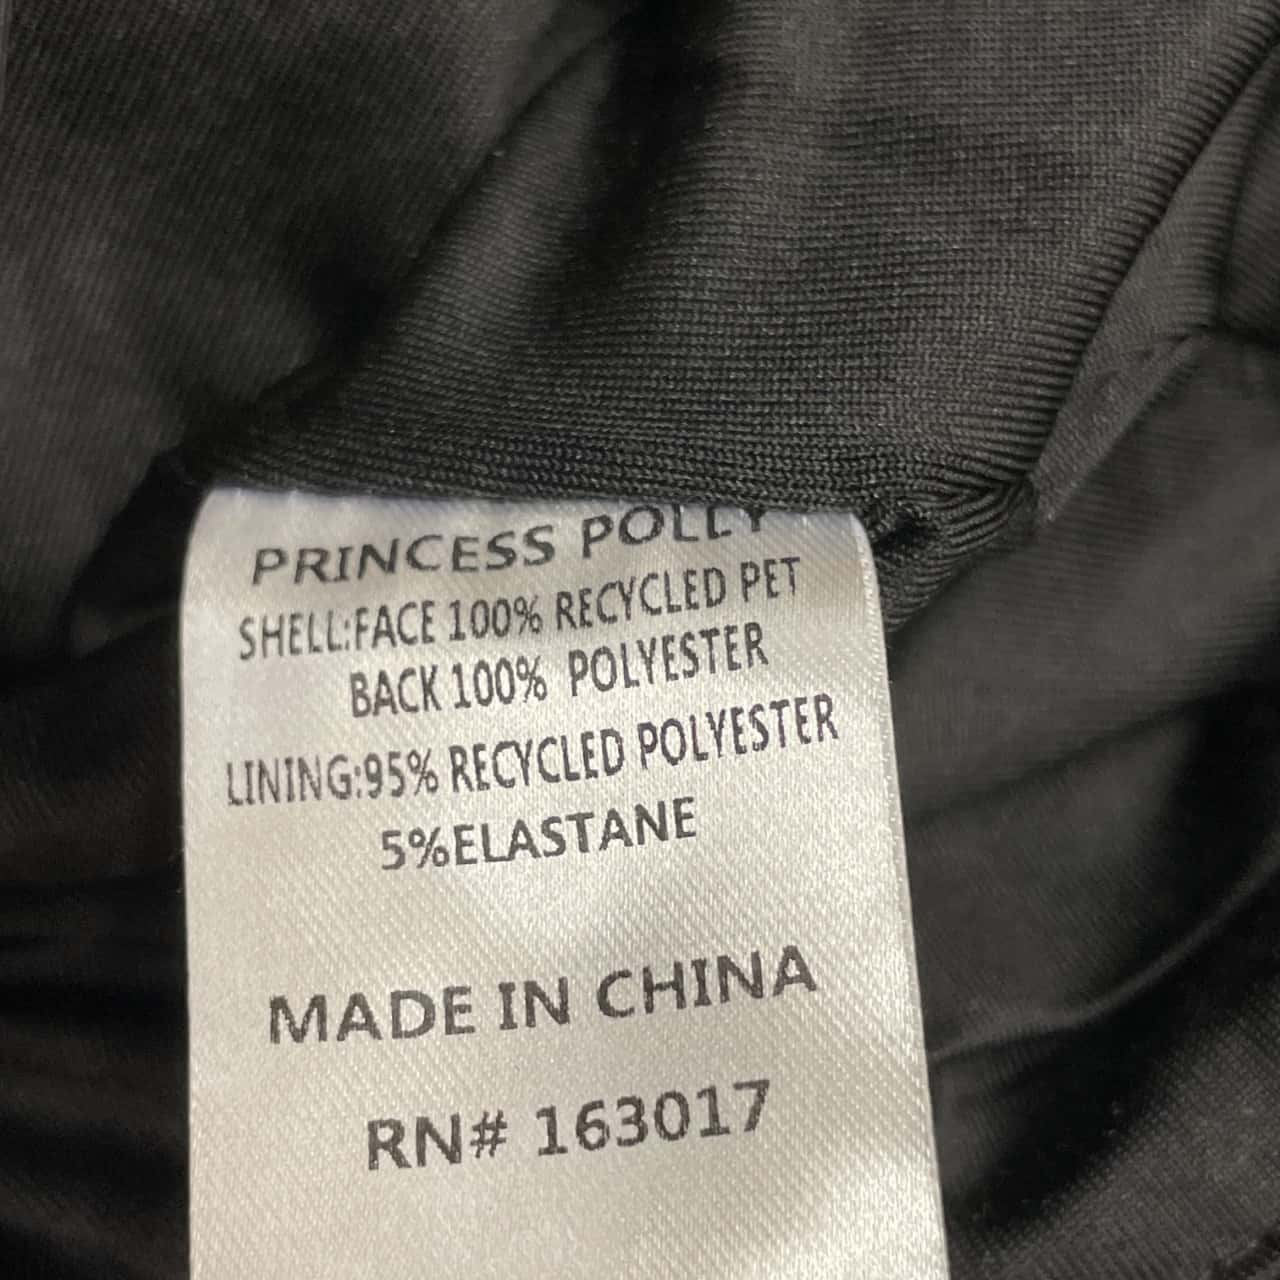 PRINCESS POLLY
SHELL:FACE 100% RECYCLED PET
BACK 100% POLYESTER
LINING:95% RECYCLED POLYESTER
5%ELASTANE
MADE IN CHINA
RN# 163017